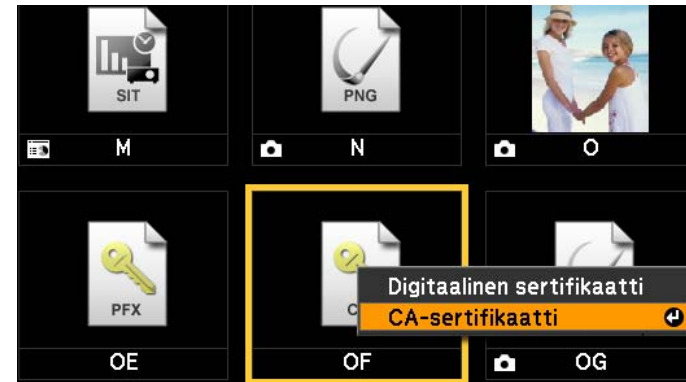 SIT
PNG
M
N
O
PFX
Digitaalinen sertifikaatti
CA-sertifikaatti
OE
OF
OG